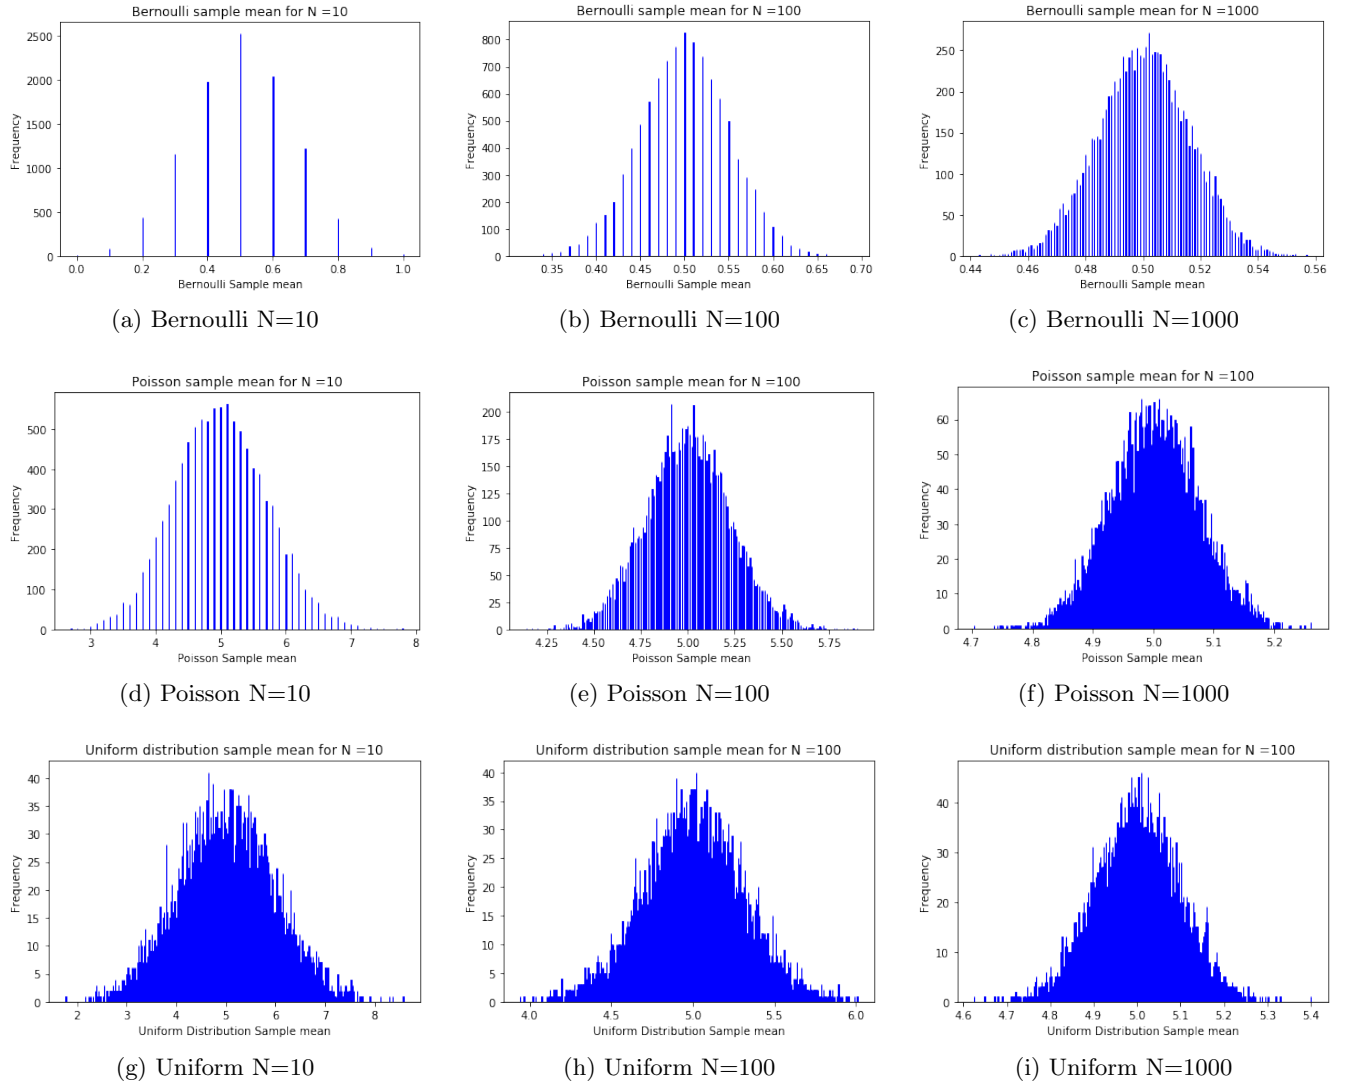 Bernoulli sample mean for N =10
Frequency
2500
2000
1500
1000
500
0
0.0 0.2 0.4 0.6 0.8 1.0
Bernoulli Sample mean
(a) Bernoulli N=10
Bernoulli sample mean for N =100
Frequency
800
700
600
500
400
300
200
100
0
0.35 0.40 0.45 0.50 0.55 0.60 0.65 0.70
Bernoulli Sample mean
(b) Bernoulli N=100
Bernoulli sample mean for N =1000
Frequency
250
200
150
100
50
0
0.44 0.46 0.48 0.50 0.52 0.54 0.56
Bernoulli Sample mean
(c) Bernoulli N=1000
Poisson sample mean for N =10
Frequency
500
400
300
200
100
0
3 4 5 6 7 8
Poisson Sample mean
(d) Poisson N=10
Poisson sample mean for N =100
Frequency
200
175
150
125
100
75
50
25
0
4.25 4.50 4.75 5.00 5.25 5.50 5.75
Poisson Sample mean
(e) Poisson N=100
Poisson sample mean for N =100
Frequency
60
50
40
30
20
10
0
4.7 4.8 4.9 5.0 5.1 5.2
Poisson Sample mean
(f) Poisson N=1000
Uniform distribution sample mean for N =10
Frequency
40
35
30
25
20
15
10
5
0
2 3 4 5 6 7 8
Uniform Distribution Sample mean
(g) Uniform N=10
Uniform distribution sample mean for N =100
Frequency
40
35
30
25
20
15
10
5
0
4.0 4.5 5.0 5.5 6.0
Uniform Distribution Sample mean
(h) Uniform N=100
Uniform distribution sample mean for N =100
Frequency
40
30
20
10
0
4.6 4.7 4.8 4.9 5.0 5.1 5.2 5.3 5.4
Uniform Distribution Sample mean
(i) Uniform N=1000